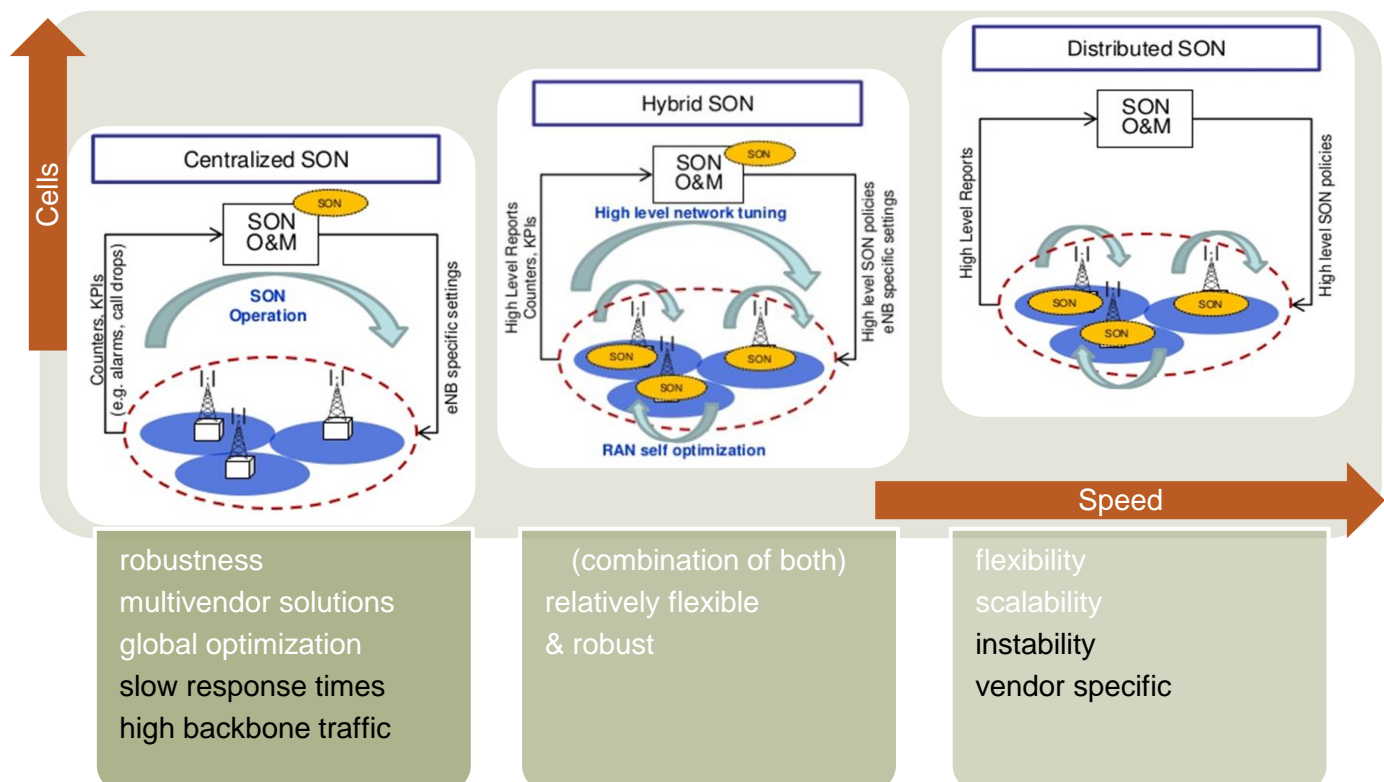 Cells
Centralized SON
SON
O&M
SON
Counters, KPIs
(e.g. alarms, call drops)
SON
Operation
eNB specific settings
Hybrid SON
SON
O&M
SON
High level network tuning
High Level Reports
Counters, KPIs
High level SON policies
eNB specific settings
SON
SON
SON
RAN self optimization
Distributed SON
SON
O&M
High Level Reports
High level SON policies
SON
SON
SON
Speed
robustness
multivendor solutions
global optimization
slow response times
high backbone traffic
(combination of both)
relatively flexible
& robust
flexibility
scalability
instability
vendor specific